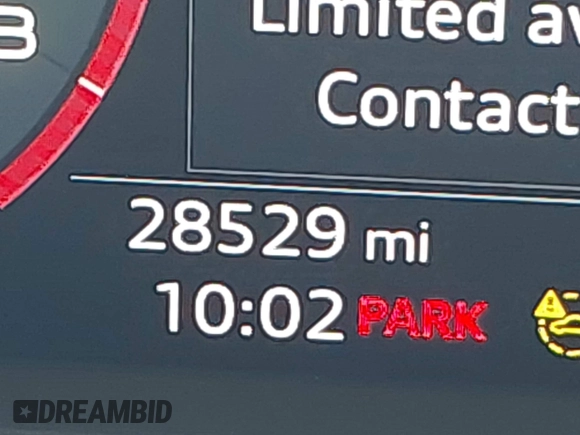 Limited
Contact
28529 mi
10:02 PARK
DREAMBID